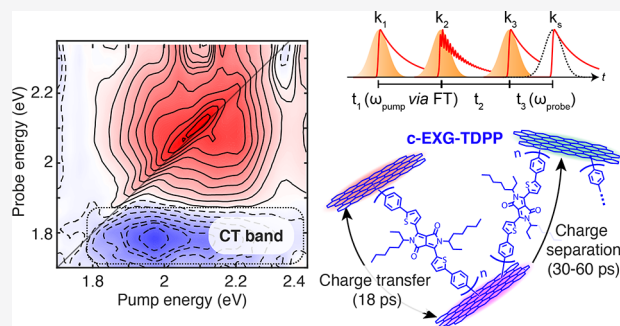 Probe energy (eV)
2.2
2
1.8
CT band
1.8
2
2.2
2.4
Pump energy (eV)
k1
k2
k3
ks
t
t1 (ωpump via FT)
t2
t3 (ωprobe)
c-EXG-TDPP
n
S
N
O
O
N
S
n
S
N
O
O
N
S
n
Charge transfer
(18 ps)
Charge
separation
(30-60 ps)